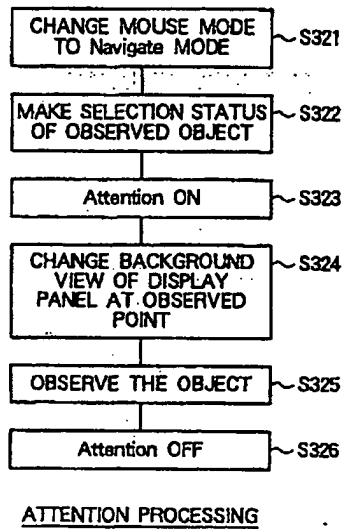 CHANGE MOUSE MODE
TO Navigate MODE
S321
MAKE SELECTION STATUS
OF OBSERVED OBJECT
S322
Attention ON
S323
CHANGE BACKGROUND
VIEW OF DISPLAY
PANEL AT OBSERVED
POINT
S324
OBSERVE THE OBJECT
S325
Attention OFF
S326
ATTENTION PROCESSING